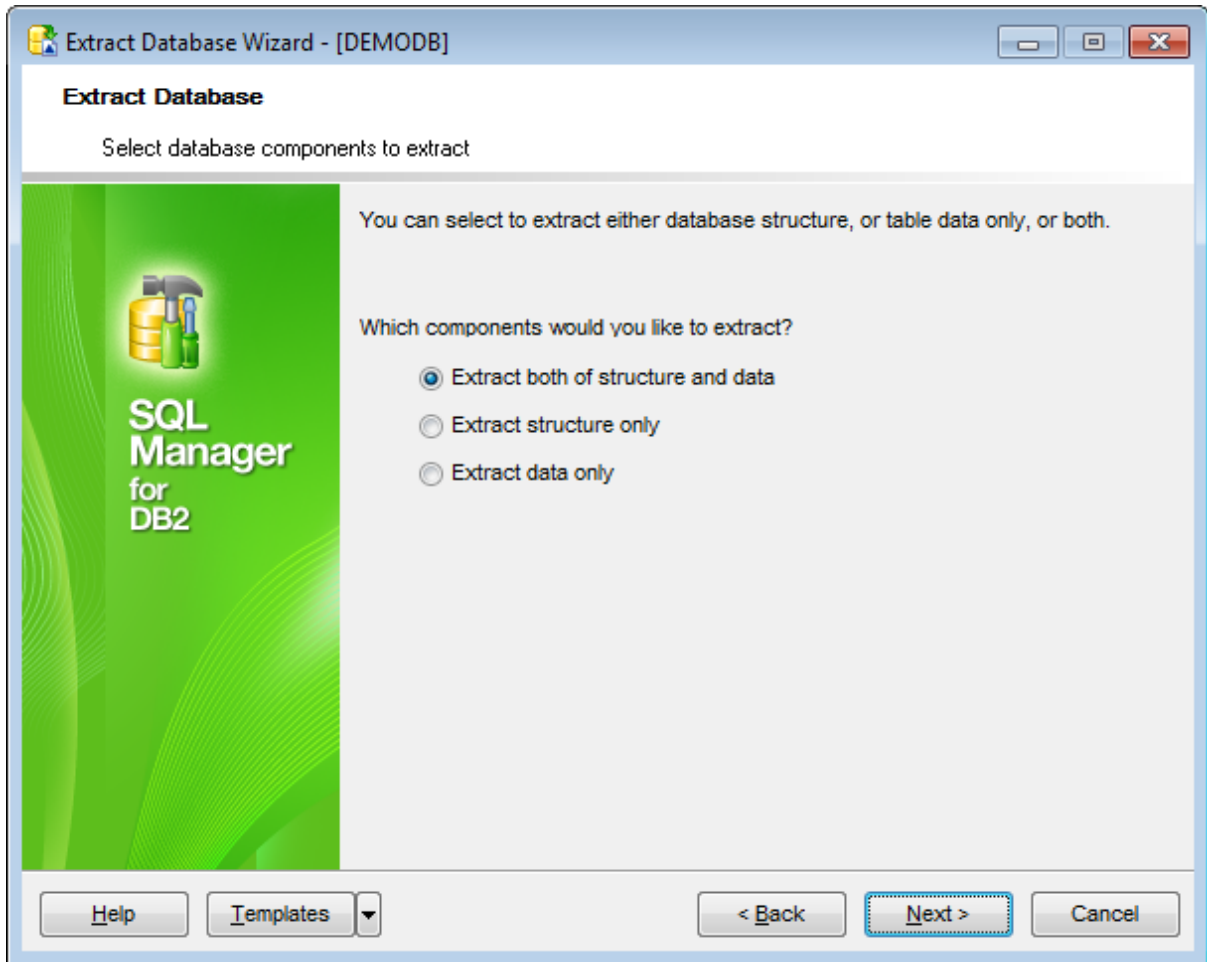 Extract Database Wizard - [DEMODB]
Extract Database
Select database components to extract
You can select to extract either database structure, or table data only, or both.
Which components would you like to extract?
Extract both of structure and data
Extract structure only
Extract data only
SQL
Manager
for
DB2
Help
Templates
< Back
Next >
Cancel